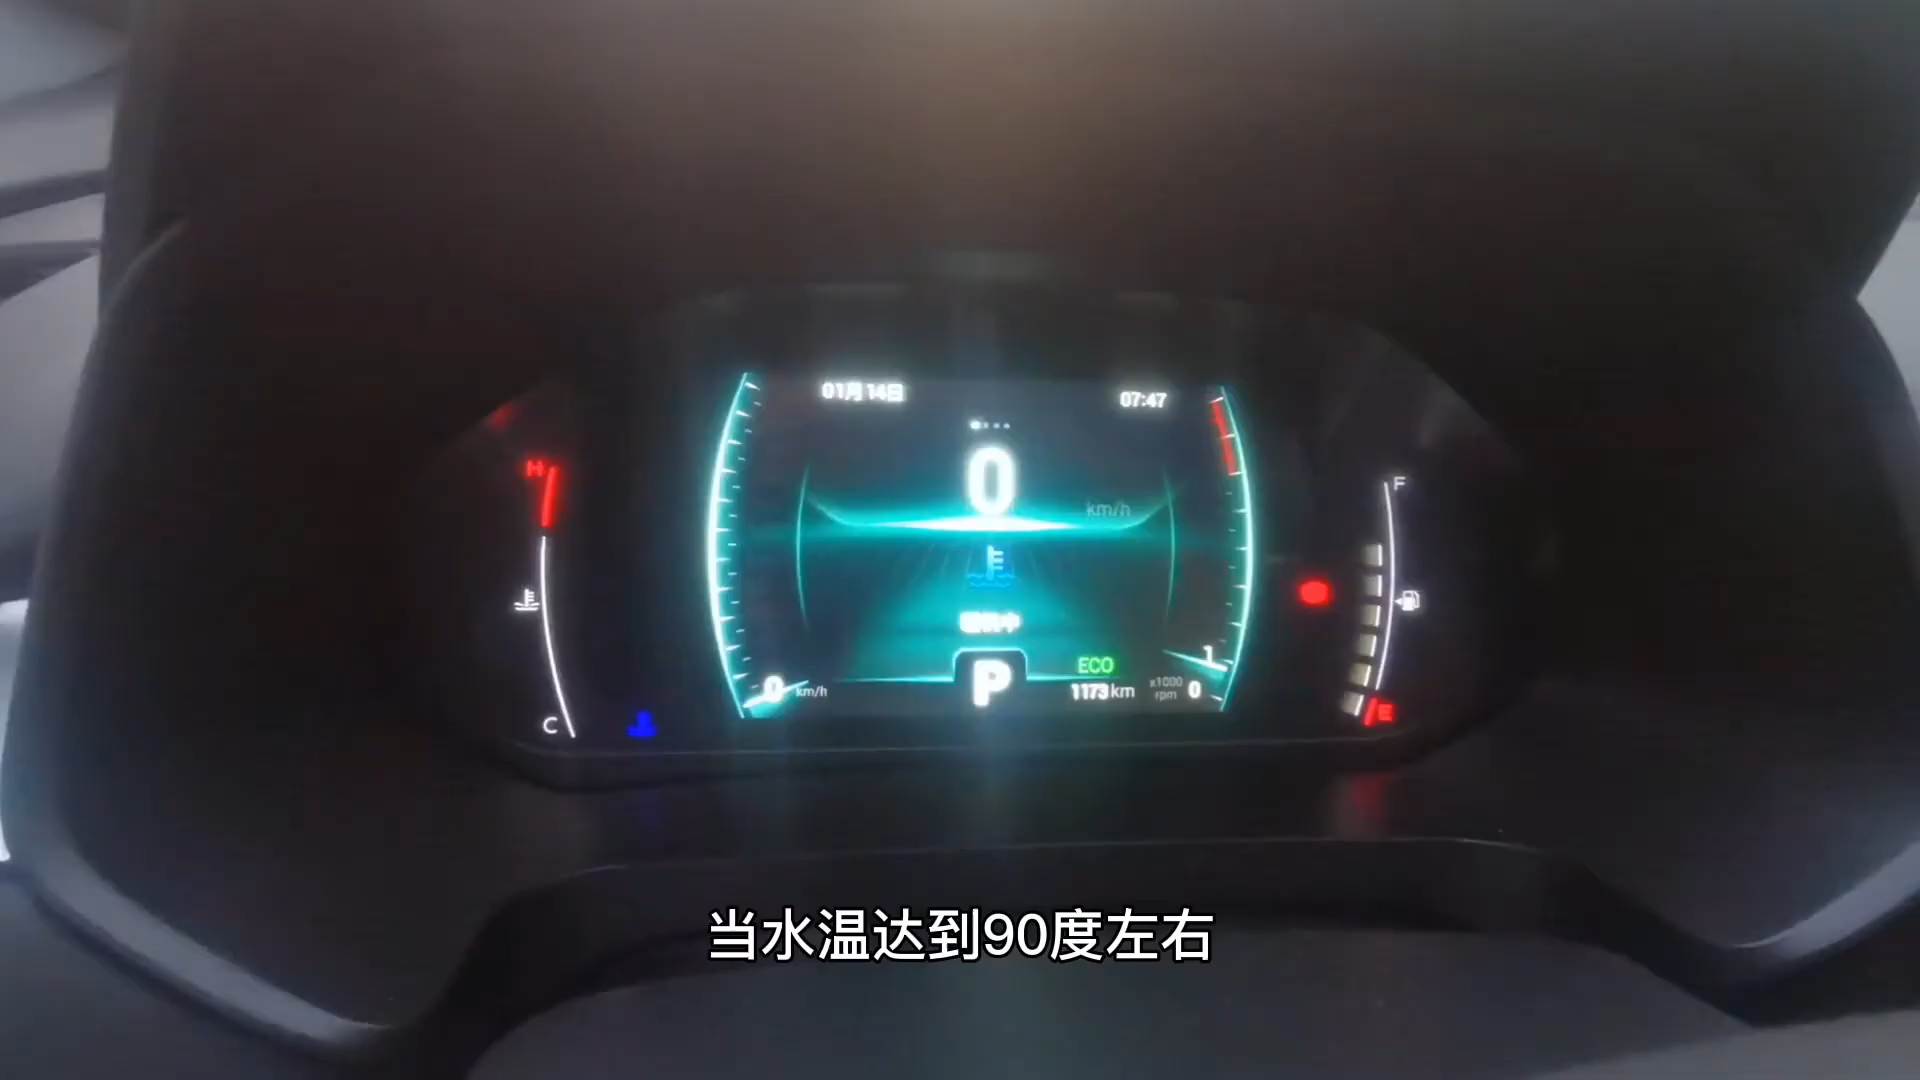 01月14日
07:47
0
km/h
H
F
暖机中
P
ECO
1173km
0 km/h
1
x1000 rpm 0
C
E
当水温达到90度左右